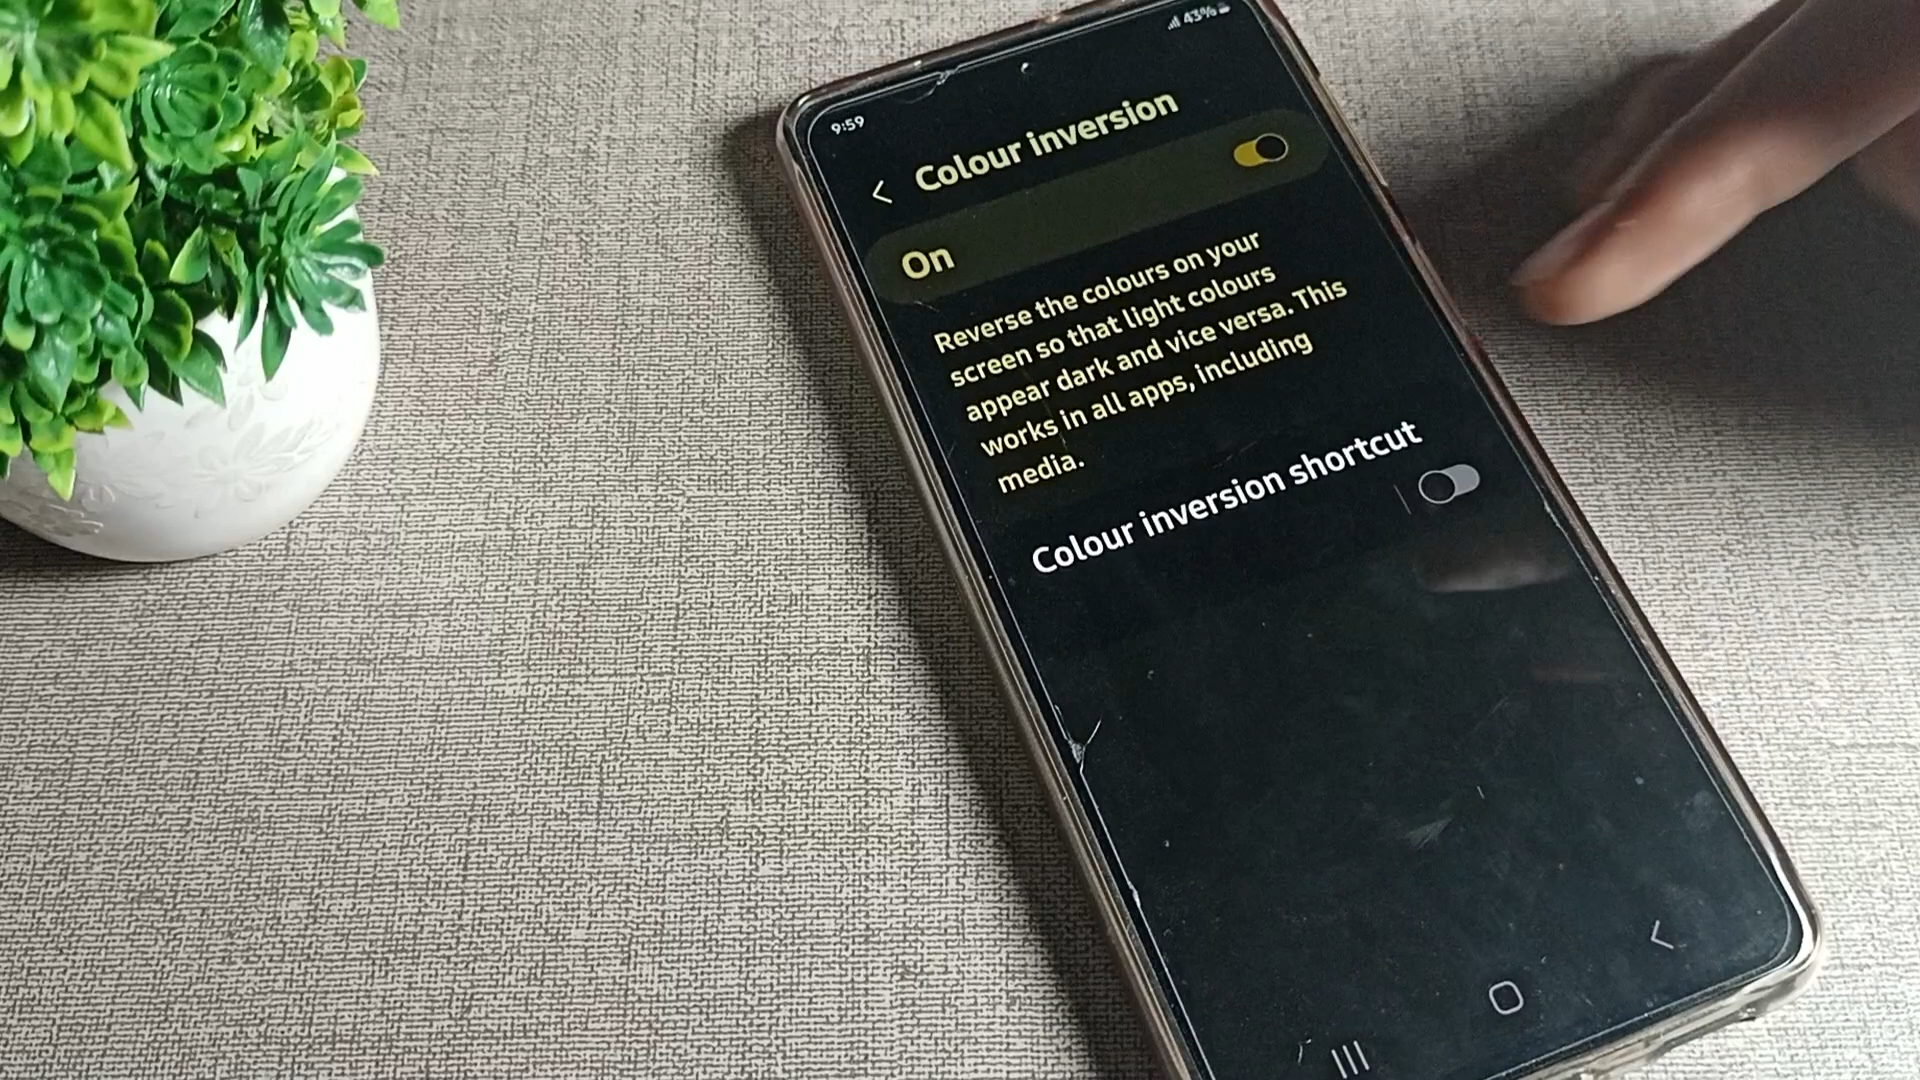 9:59
43%
Colour inversion
On
Reverse the colours on your
screen so that light colours
appear dark and vice versa. This
works in all apps, including
media.
Colour inversion shortcut